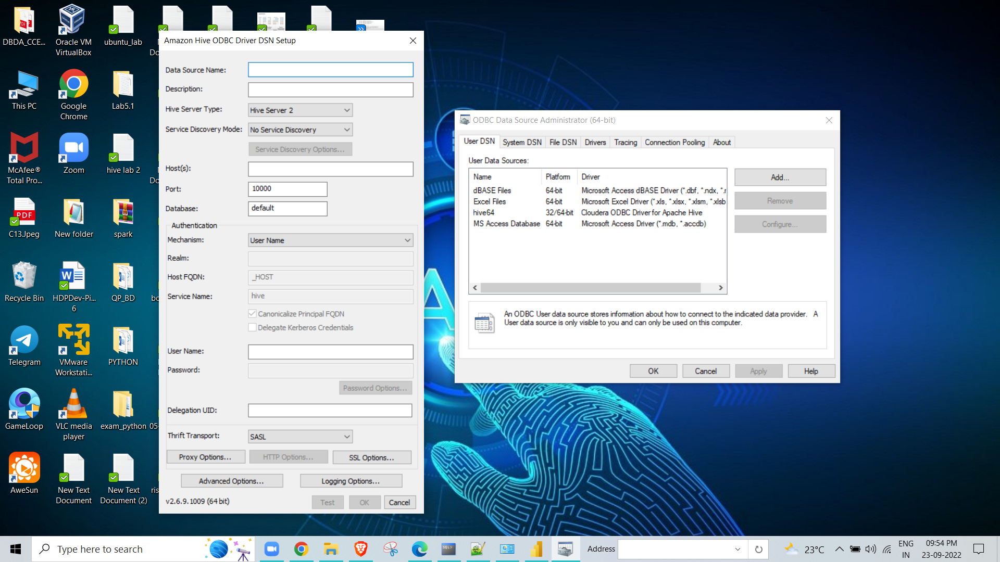 DBDA_CCE...
Oracle VM
VirtualBox
ubuntu_lab
This PC
Google
Chrome
Lab5.1
McAfee®
Total Pro...
Zoom
hive lab 2
PDF
C13.Jpeg
New folder
spark
Recycle Bin
HDPDev-Pi...
6
QP_BD
Telegram
VMware
Workstati...
PYTHON
GameLoop
VLC media
player
exam_python
05-
AweSun
New Text
Document
New Text
Document (2)
ris
Do
Do
Amazon Hive ODBC Driver DSN Setup
Data Source Name:
Description:
Hive Server Type:
Hive Server 2
Service Discovery Mode:
No Service Discovery
Service Discovery Options...
Host(s):
Port:
10000
Database:
default
Authentication
Mechanism:
User Name
Realm:
Host FQDN:
_HOST
Service Name:
hive
Canonicalize Principal FQDN
Delegate Kerberos Credentials
User Name:
Password:
Password Options...
Delegation UID:
Thrift Transport:
SASL
Proxy Options...
HTTP Options...
SSL Options...
Advanced Options...
Logging Options...
v2.6.9.1009 (64 bit)
Test
OK
Cancel
ODBC Data Source Administrator (64-bit)
User DSN
System DSN
File DSN
Drivers
Tracing
Connection Pooling
About
User Data Sources:
Name Platform Driver
dBASE Files 64-bit Microsoft Access dBASE Driver (*.dbf, *.ndx, *.r
Excel Files 64-bit Microsoft Excel Driver (*.xls, *.xlsx, *.xlsm, *.xlsb
hive64 32/64-bit Cloudera ODBC Driver for Apache Hive
MS Access Database 64-bit Microsoft Access Driver (*.mdb, *.accdb)
Add...
Remove
Configure...
An ODBC User data source stores information about how to connect to the indicated data provider. A
User data source is only visible to you and can only be used on this computer.
OK
Cancel
Apply
Help
Type here to search
SQL>
Address
23°C
ENG
IN
09:54 PM
23-09-2022